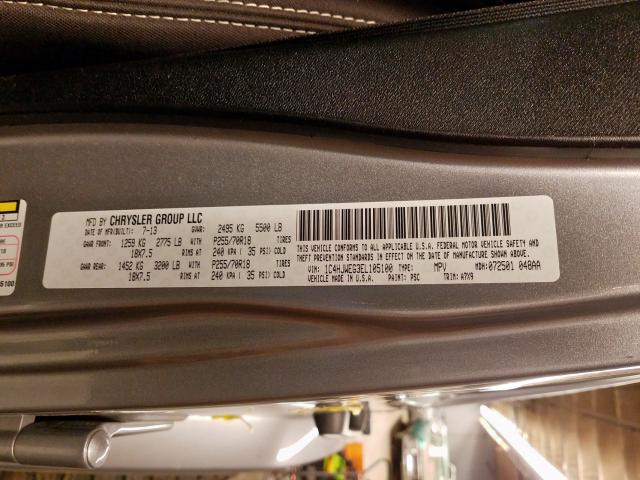 MFD BY CHRYSLER GROUP LLC
DATE OF MFR(BUILT): 7-13 GVWR: 2495 KG 5500 LB
GAWR FRONT: 1259 KG 2775 LB WITH P255/70R18 TIRES
18X7.5 RIMS AT 240 KPA ( 35 PSI) COLD
GAWR REAR: 1452 KG 3200 LB WITH P255/70R18 TIRES
18X7.5 RIMS AT 240 KPA ( 35 PSI) COLD
THIS VEHICLE CONFORMS TO ALL APPLICABLE U.S.A. FEDERAL MOTOR VEHICLE SAFETY AND
THEFT PREVENTION STANDARDS IN EFFECT ON THE DATE OF MANUFACTURE SHOWN ABOVE.
VIN: 1C4HJWEG3EL105100 TYPE: MPV MDH: 072501 048AA
VEHICLE MADE IN U.S.A. PAINT: PSC TRIM: A7X9
2
5100